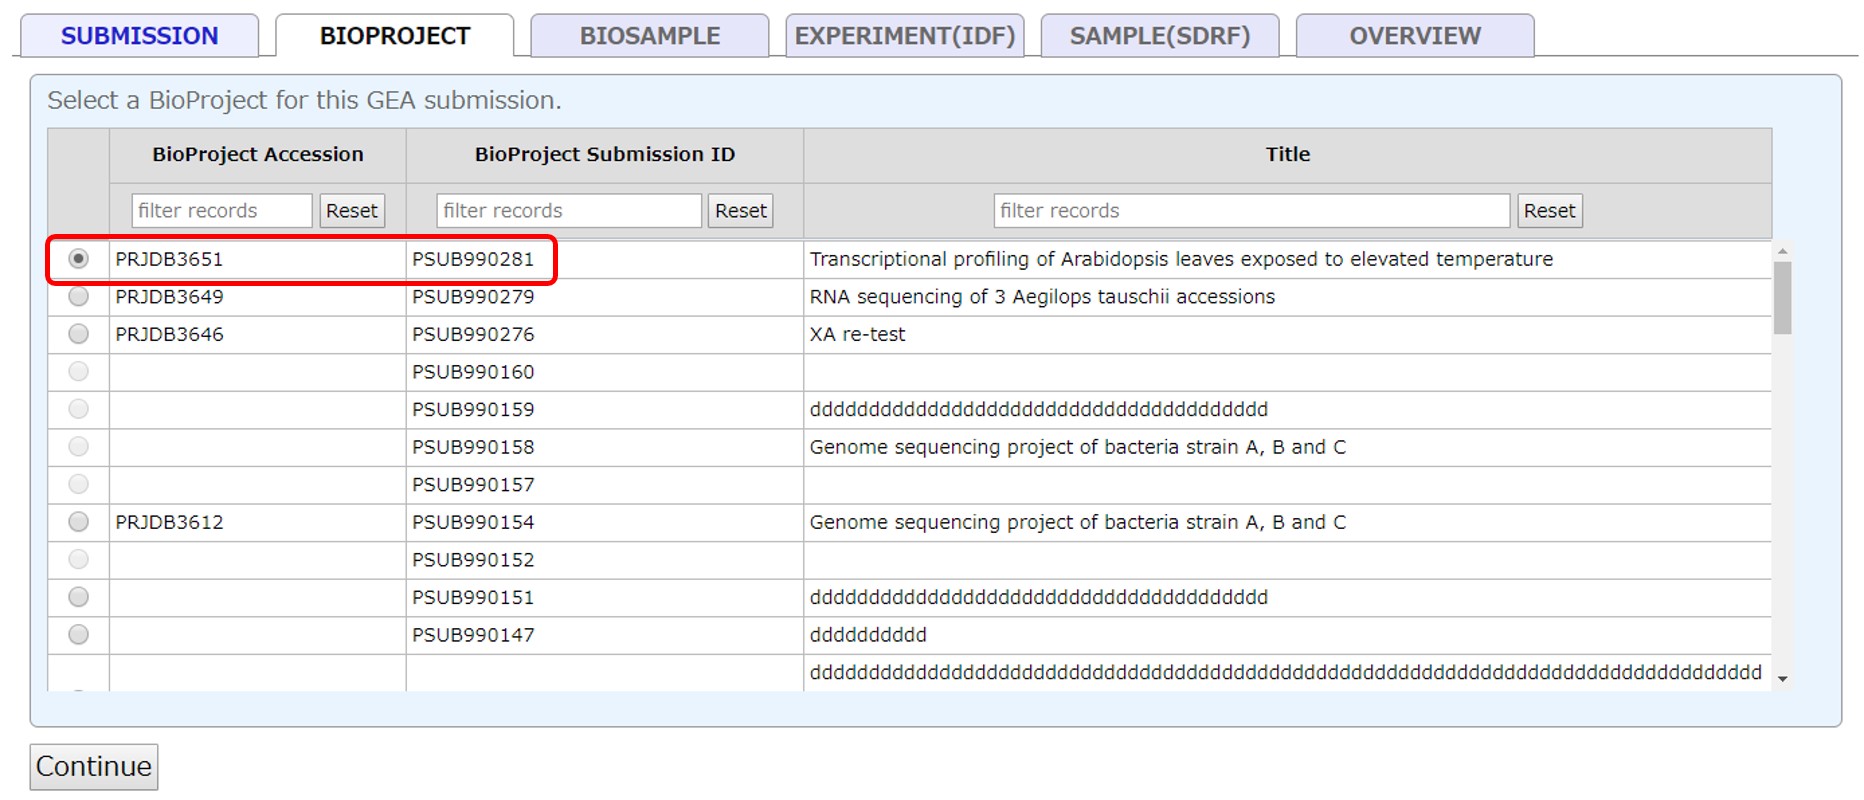 SUBMISSION BIOPROJECT BIOSAMPLE EXPERIMENT(IDF) SAMPLE(SDRF) OVERVIEW
Select a BioProject for this GEA submission.
BioProject Accession BioProject Submission ID Title
filter records Reset filter records Reset filter records Reset
PRJDB3651 PSUB990281 Transcriptional profiling of Arabidopsis leaves exposed to elevated temperature
PRJDB3649 PSUB990279 RNA sequencing of 3 Aegilops tauschii accessions
PRJDB3646 PSUB990276 XA re-test
PSUB990160
PSUB990159 ddddddddddddddddddddddddddddddddddddddd
PSUB990158 Genome sequencing project of bacteria strain A, B and C
PSUB990157
PRJDB3612 PSUB990154 Genome sequencing project of bacteria strain A, B and C
PSUB990152
PSUB990151 ddddddddddddddddddddddddddddddddddddddd
PSUB990147 dddddddddd
ddddddddddddddddddddddddddddddddddddddddddddddddddddddddddddddddddddddddddddddddd
Continue